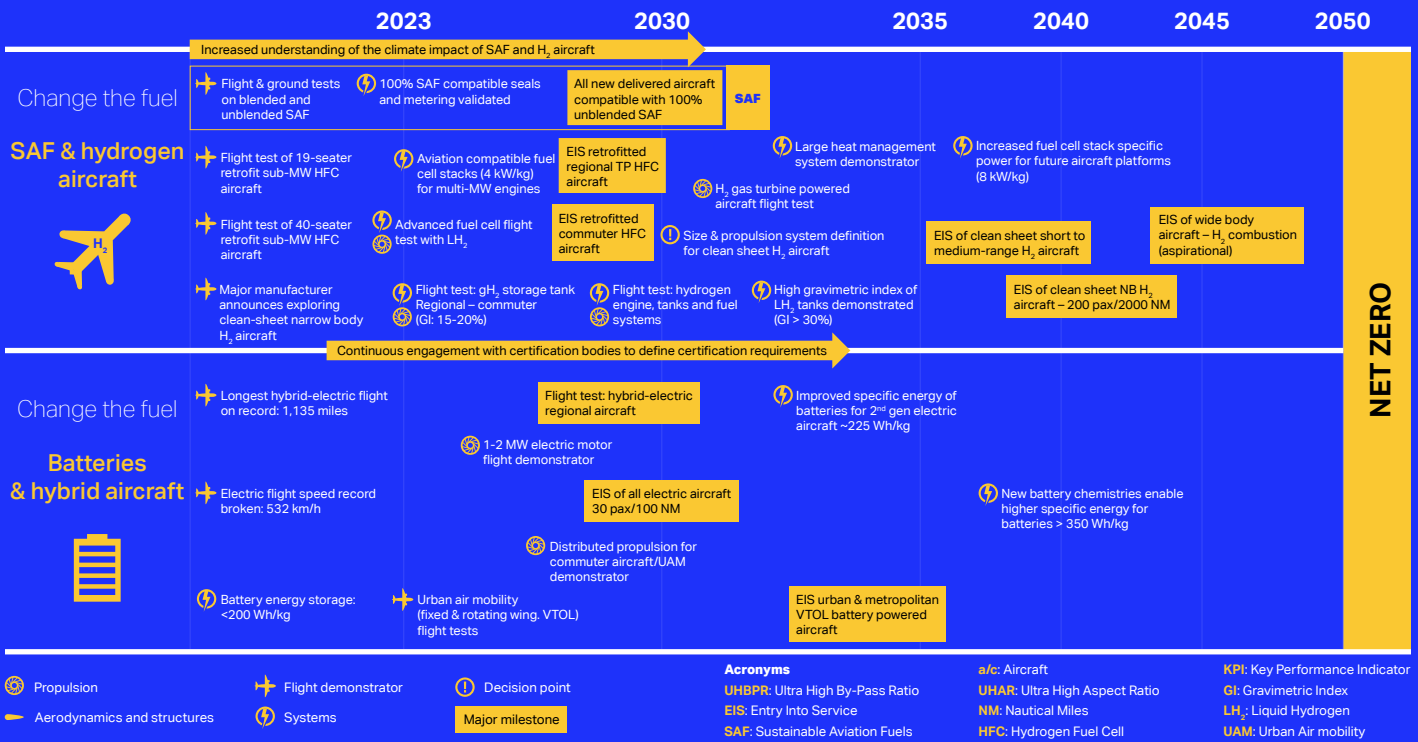 2023
2030
2035
2040
2045
2050
Increased understanding of the climate impact of SAF and H₂ aircraft
Change the fuel
SAF & hydrogen
aircraft
H₂
Flight & ground tests
on blended and
unblended SAF
100% SAF compatible seals
and metering validated
All new delivered aircraft
compatible with 100%
unblended SAF
SAF
Flight test of 19-seater
retrofit sub-MW HFC
aircraft
Aviation compatible fuel
cell stacks (4 kW/kg)
for multi-MW engines
EIS retrofitted
regional TP HFC
aircraft
Large heat management
system demonstrator
Increased fuel cell stack specific
power for future aircraft platforms
(8 kW/kg)
H₂ gas turbine powered
aircraft flight test
Flight test of 40-seater
retrofit sub-MW HFC
aircraft
Advanced fuel cell flight
test with LH₂
EIS retrofitted
commuter HFC
aircraft
Size & propulsion system definition
for clean sheet H₂ aircraft
EIS of clean sheet short to
medium-range H₂ aircraft
EIS of wide body
aircraft – H₂ combustion
(aspirational)
Major manufacturer
announces exploring
clean-sheet narrow body
H₂ aircraft
Flight test: gH₂ storage tank
Regional – commuter
(GI: 15-20%)
Flight test: hydrogen
engine, tanks and fuel
systems
High gravimetric index of
LH₂ tanks demonstrated
(GI > 30%)
EIS of clean sheet NB H₂
aircraft – 200 pax/2000 NM
Continuous engagement with certification bodies to define certification requirements
Change the fuel
Batteries
& hybrid aircraft
Longest hybrid-electric flight
on record: 1,135 miles
Flight test: hybrid-electric
regional aircraft
Improved specific energy of
batteries for 2nd gen electric
aircraft ~225 Wh/kg
1-2 MW electric motor
flight demonstrator
Electric flight speed record
broken: 532 km/h
EIS of all electric aircraft
30 pax/100 NM
New battery chemistries enable
higher specific energy for
batteries > 350 Wh/kg
Distributed propulsion for
commuter aircraft/UAM
demonstrator
Battery energy storage:
<200 Wh/kg
Urban air mobility
(fixed & rotating wing. VTOL)
flight tests
EIS urban & metropolitan
VTOL battery powered
aircraft
NET ZERO
Propulsion
Aerodynamics and structures
Flight demonstrator
Systems
Decision point
Major milestone
Acronyms
UHBPR: Ultra High By-Pass Ratio
EIS: Entry Into Service
SAF: Sustainable Aviation Fuels
a/c: Aircraft
UHAR: Ultra High Aspect Ratio
NM: Nautical Miles
HFC: Hydrogen Fuel Cell
KPI: Key Performance Indicator
GI: Gravimetric Index
LH₂: Liquid Hydrogen
UAM: Urban Air mobility